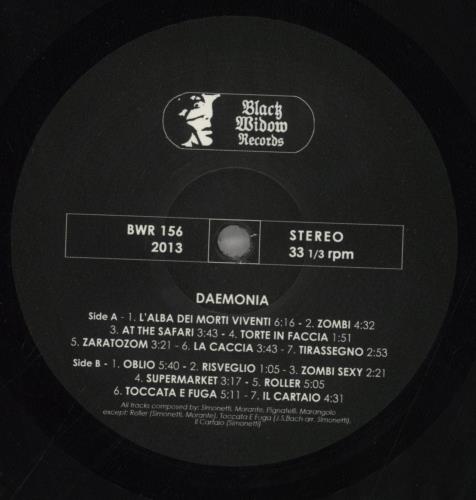 Black
Widow
Records
BWR 156
2013
STEREO
33 1/3 rpm
DAEMONIA
Side A - 1. L'ALBA DEI MORTI VIVENTI 6:16 - 2. ZOMBI 4:32
3. AT THE SAFARI 3:43 - 4. TORTE IN FACCIA 1:51
5. ZARATOZOM 3:21 - 6. LA CACCIA 3:43 - 7. TIRASSEGNO 2:53
Side B - 1. OBLIO 5:40 - 2. RISVEGLIO 1:05 - 3. ZOMBI SEXY 2:21
4. SUPERMARKET 3:17 - 5. ROLLER 5:05
6. TOCCATA E FUGA 5:11 - 7. IL CARTAIO 4:31
All tracks composed by: Simonetti, Morante, Pignatelli, Marangolo
except: Roller (Simonetti, Morante), Toccata E Fuga (J.S.Bach arr. Simonetti),
Il Cartaio (Simonetti)